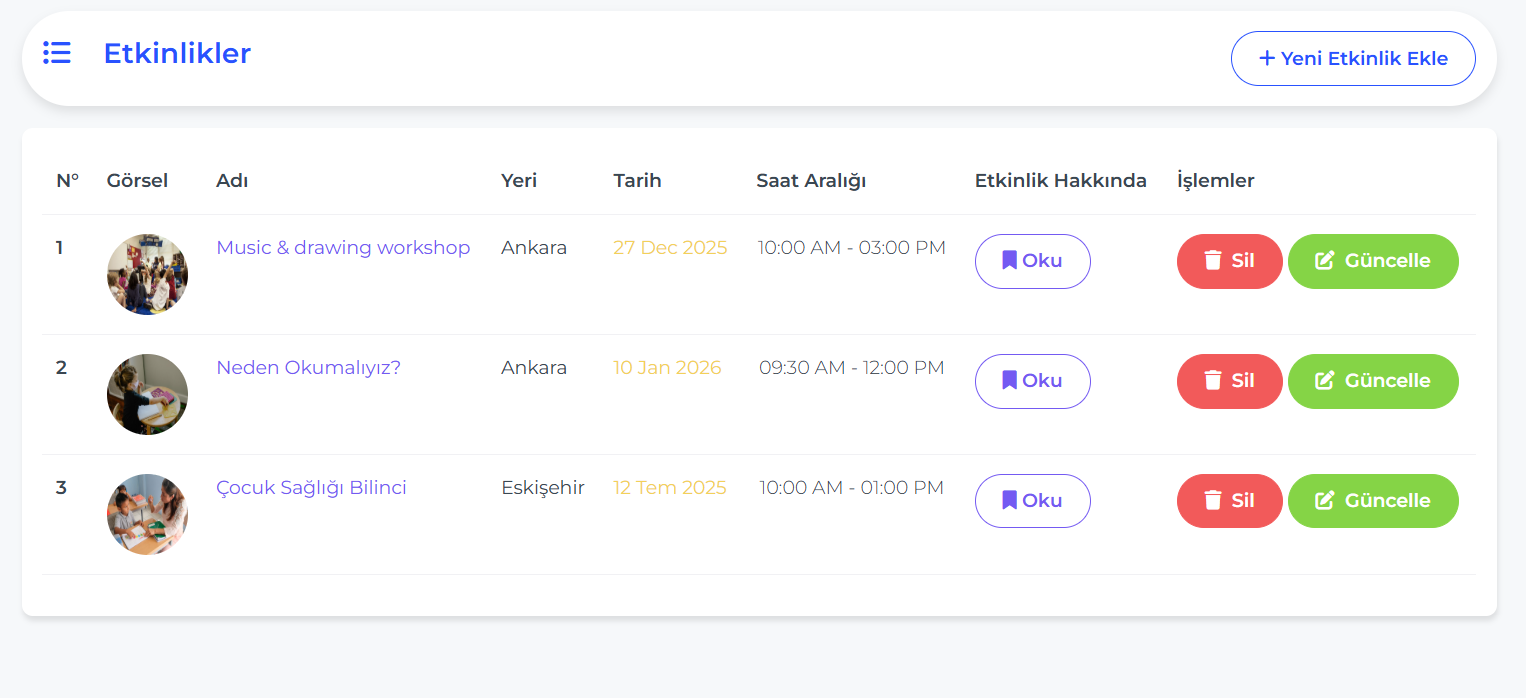 Etkinlikler
+ Yeni Etkinlik Ekle
N° Görsel Adı Yeri Tarih Saat Aralığı Etkinlik Hakkında İşlemler
1 Music & drawing workshop Ankara 27 Dec 2025 10:00 AM - 03:00 PM Oku Sil Güncelle
2 Neden Okumalıyız? Ankara 10 Jan 2026 09:30 AM - 12:00 PM Oku Sil Güncelle
3 Çocuk Sağlığı Bilinci Eskişehir 12 Tem 2025 10:00 AM - 01:00 PM Oku Sil Güncelle